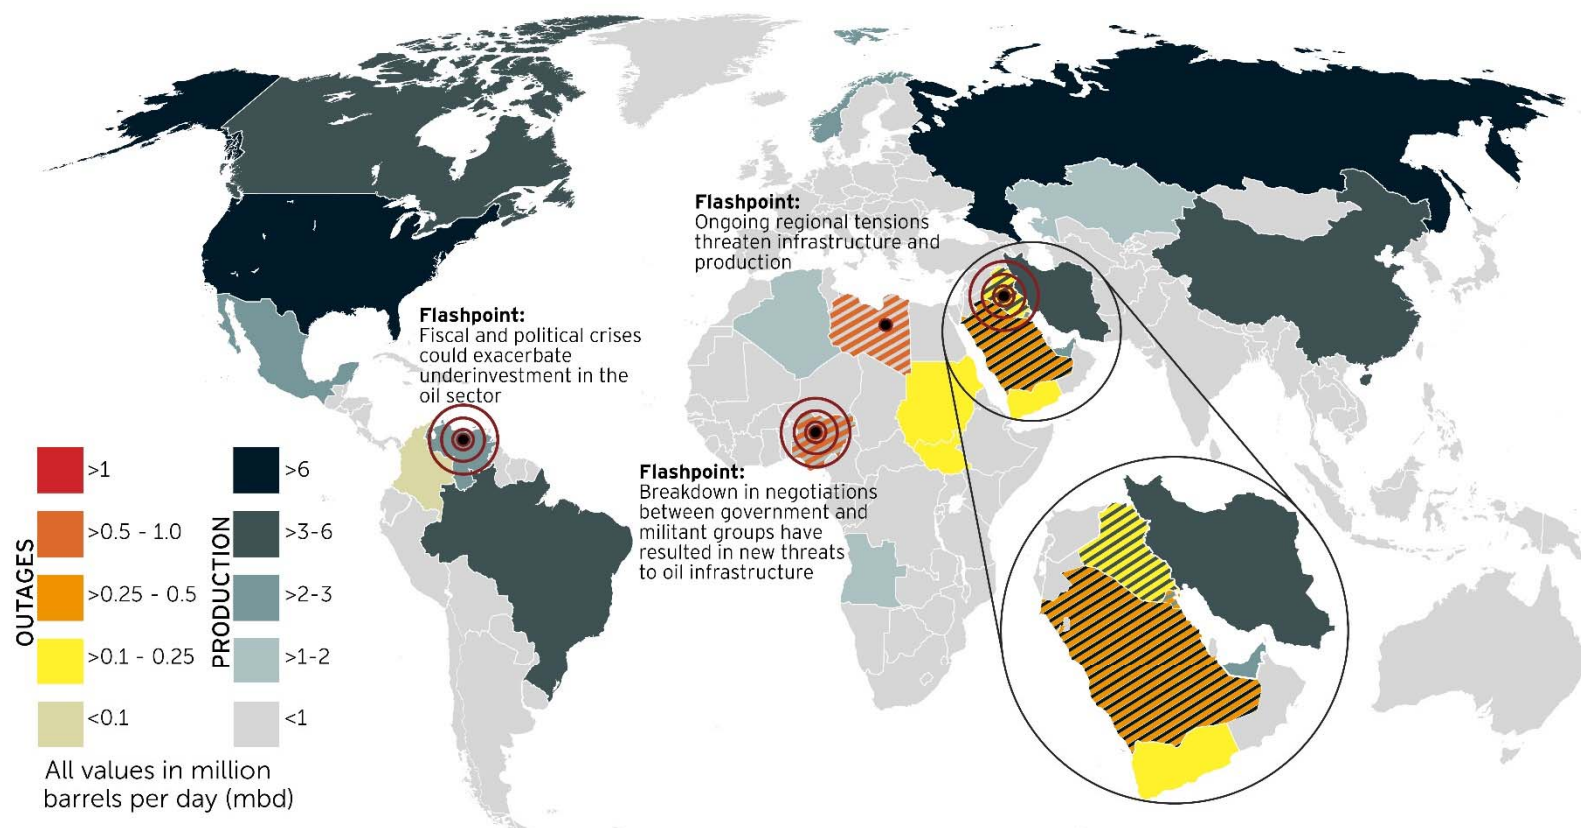 Flashpoint:
Ongoing regional tensions
threaten infrastructure and
production
Flashpoint:
Fiscal and political crises
could exacerbate
underinvestment in the
oil sector
Flashpoint:
Breakdown in negotiations
between government and
militant groups have
resulted in new threats
to oil infrastructure
OUTAGES
>1
>0.5 - 1.0
>0.25 - 0.5
>0.1 - 0.25
<0.1
PRODUCTION
>6
>3-6
>2-3
>1-2
<1
All values in million
barrels per day (mbd)